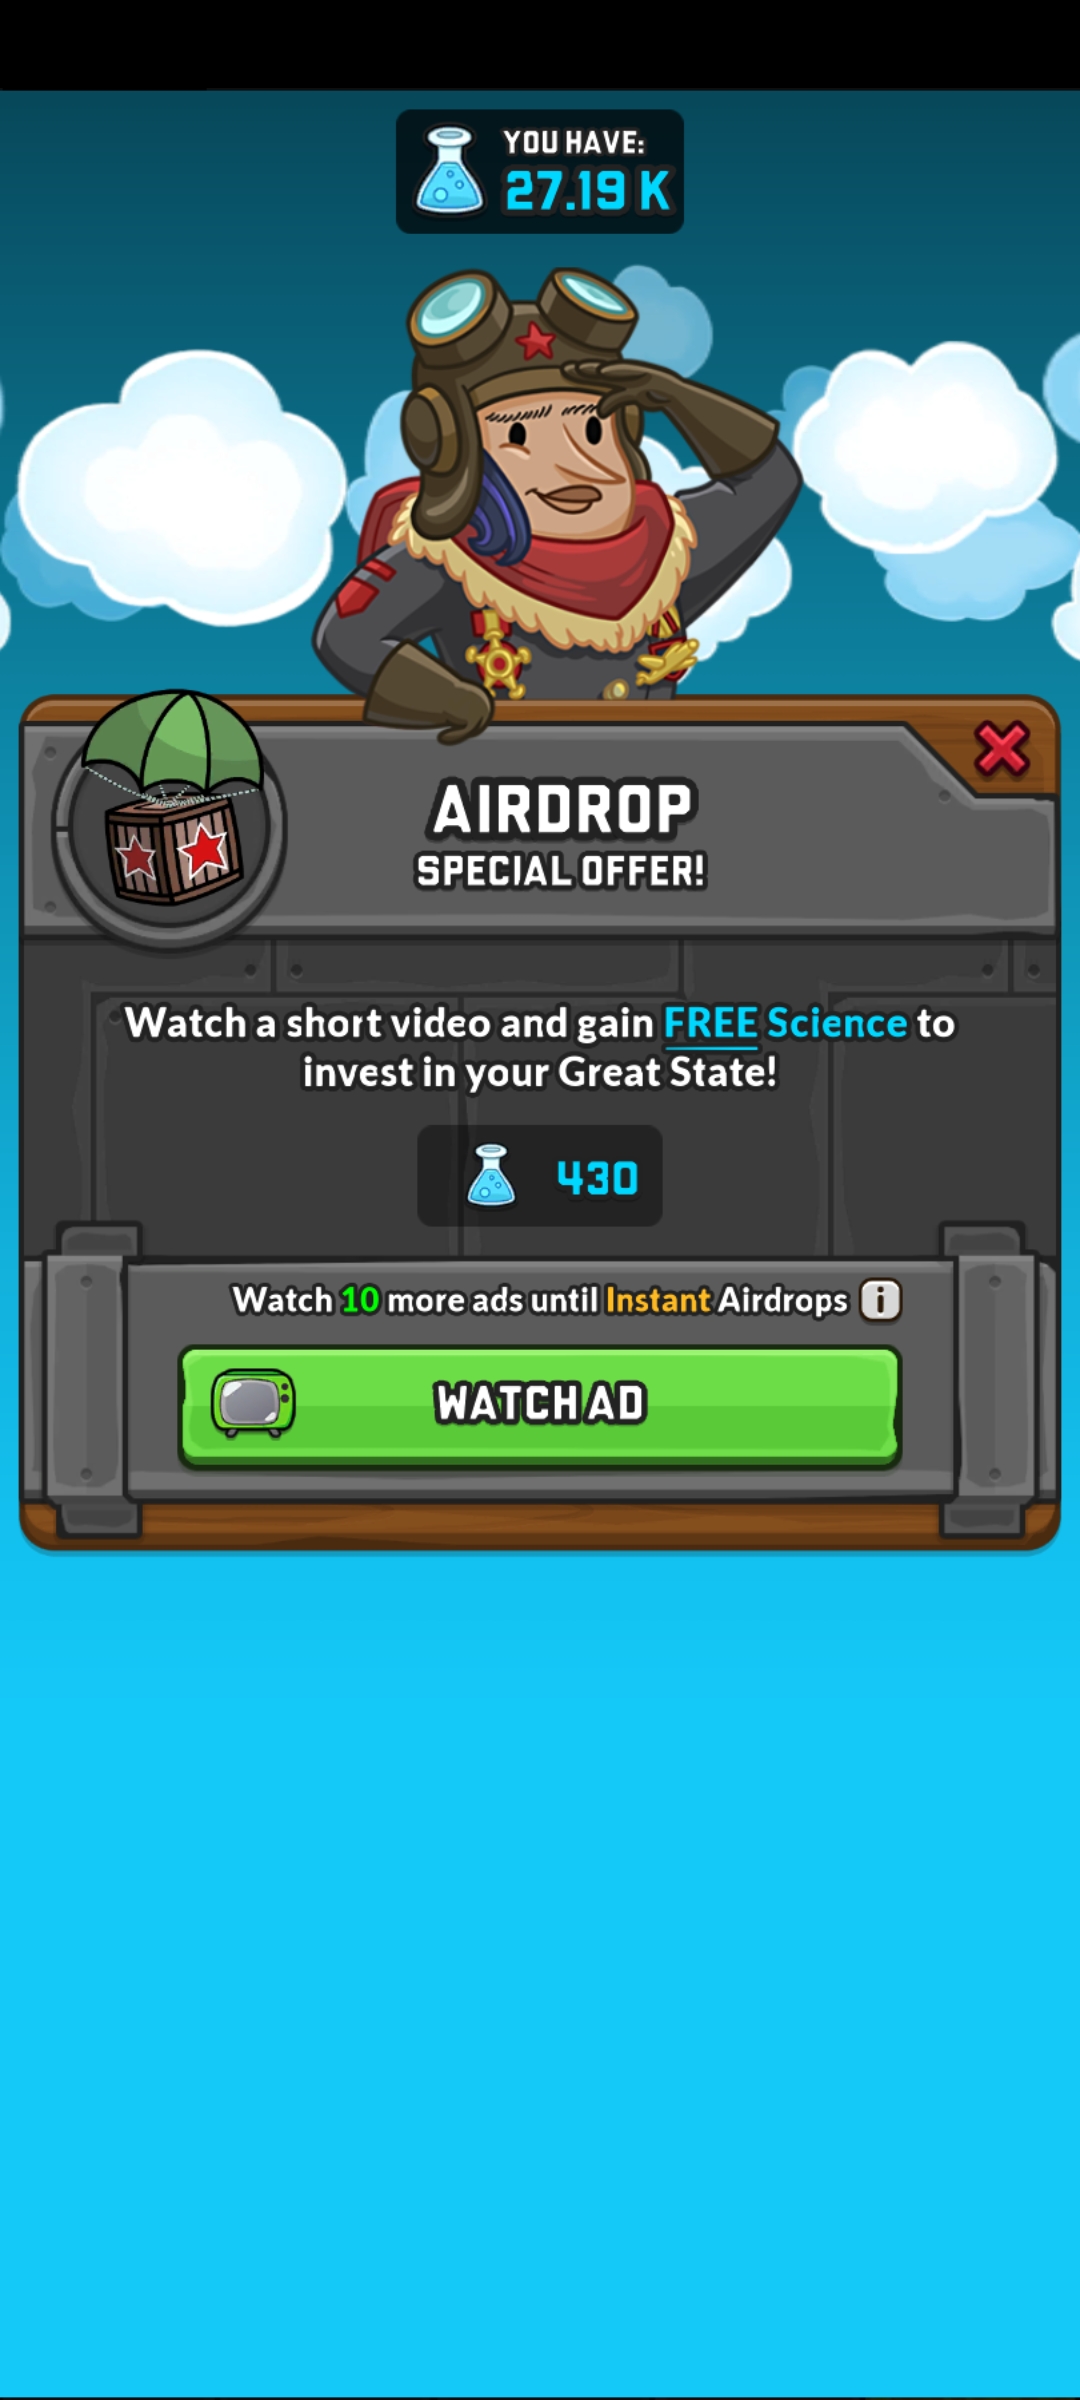 YOU HAVE:
27.19 K
AIRDROP
SPECIAL OFFER!
Watch a short video and gain FREE Science to
invest in your Great State!
430
Watch 10 more ads until Instant Airdrops i
WATCH AD